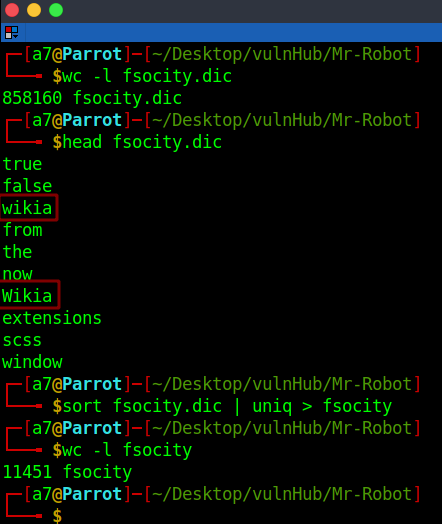 ┌─[a7@Parrot]─[~/Desktop/vulnHub/Mr-Robot]
└──╼ $wc -l fsocity.dic
858160 fsocity.dic
┌─[a7@Parrot]─[~/Desktop/vulnHub/Mr-Robot]
└──╼ $head fsocity.dic
true
false
wikia
from
the
now
Wikia
extensions
scss
window
┌─[a7@Parrot]─[~/Desktop/vulnHub/Mr-Robot]
└──╼ $sort fsocity.dic | uniq > fsocity
┌─[a7@Parrot]─[~/Desktop/vulnHub/Mr-Robot]
└──╼ $wc -l fsocity
11451 fsocity
┌─[a7@Parrot]─[~/Desktop/vulnHub/Mr-Robot]
└──╼ $